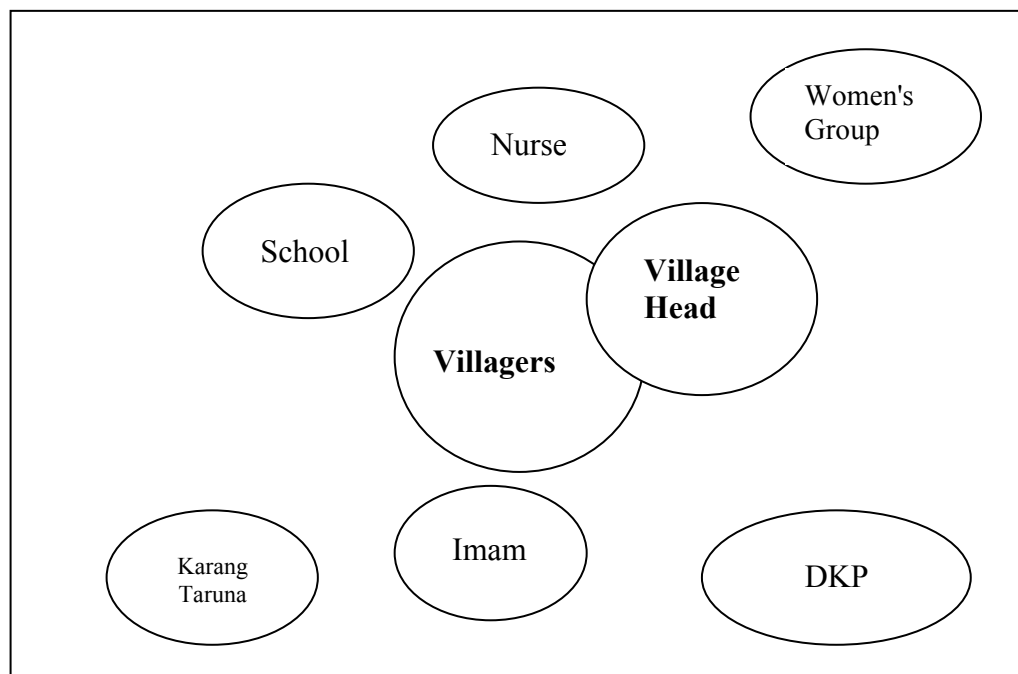 Women's
Group
Nurse
School
Village
Head
Villagers
Imam
Karang
Taruna
DKP